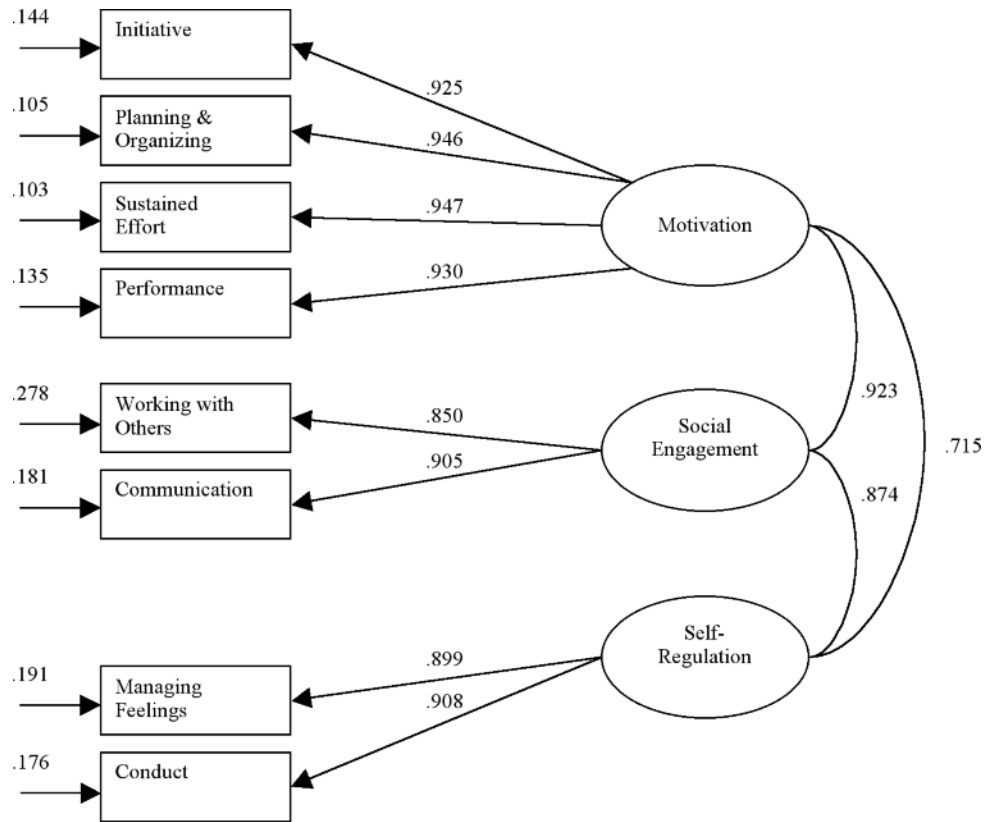 .144
Initiative
.925
.105
Planning &
Organizing
.946
.103
Sustained
Effort
.947
Motivation
.135
Performance
.930
.278
Working with
Others
.850
Social
Engagement
.923
.715
.181
Communication
.905
.874
Self-
Regulation
.191
Managing
Feelings
.899
.908
.176
Conduct